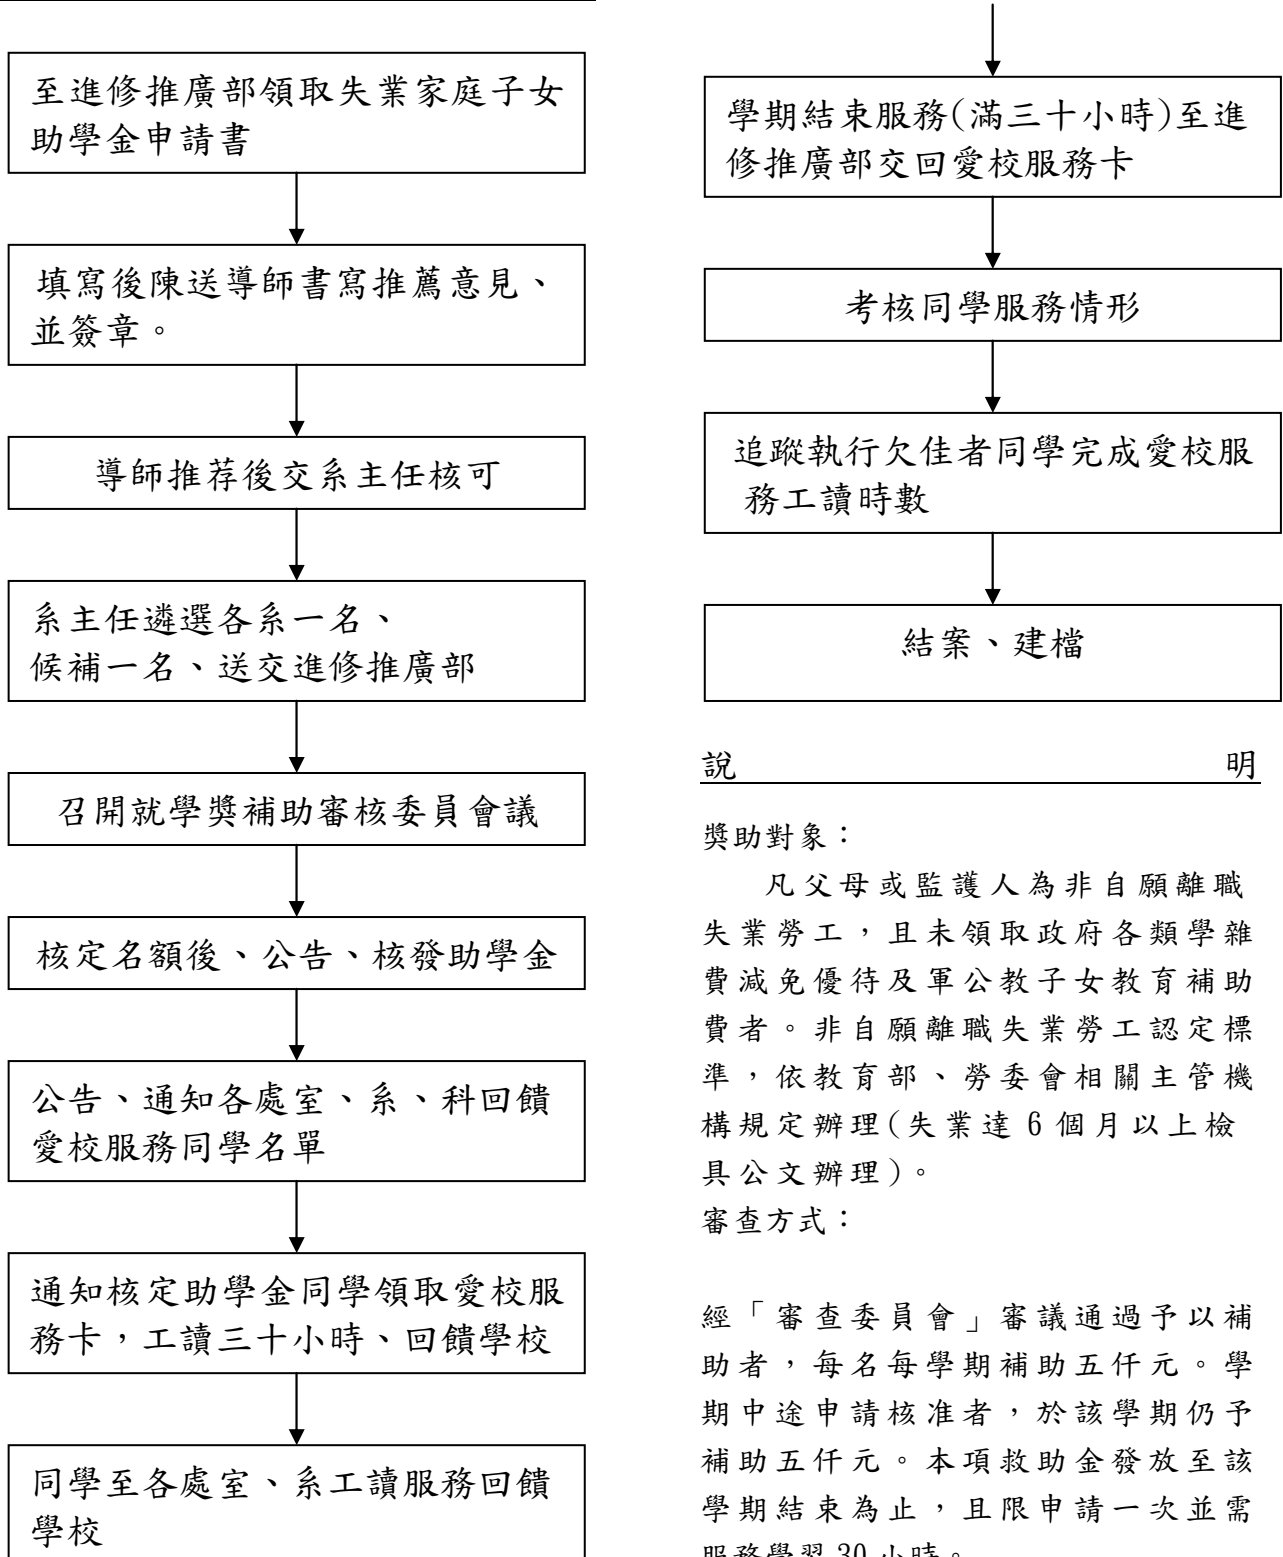 至進修推廣部領取失業家庭子女
助學金申請書
填寫後陳送導師書寫推薦意見、
並簽章。
導師推荐後交系主任核可
系主任遴選各系一名、
候補一名、送交進修推廣部
召開就學獎補助審核委員會議
核定名額後、公告、核發助學金
公告、通知各處室、系、科回饋
愛校服務同學名單
通知核定助學金同學領取愛校服
務卡，工讀三十小時、回饋學校
同學至各處室、系工讀服務回饋
學校
學期結束服務(滿三十小時)至進
修推廣部交回愛校服務卡
考核同學服務情形
追蹤執行欠佳者同學完成愛校服
務工讀時數
結案、建檔
說 明
獎助對象：
凡父母或監護人為非自願離職
失業勞工，且未領取政府各類學雜
費減免優待及軍公教子女教育補助
費者。非自願離職失業勞工認定標
準，依教育部、勞委會相關主管機
構規定辦理(失業達 6 個月以上檢
具公文辦理)。
審查方式：
經「審查委員會」審議通過予以補
助者，每名每學期補助五仟元。學
期中途申請核准者，於該學期仍予
補助五仟元。本項救助金發放至該
學期結束為止，且限申請一次並需
服務學習 30 小時。